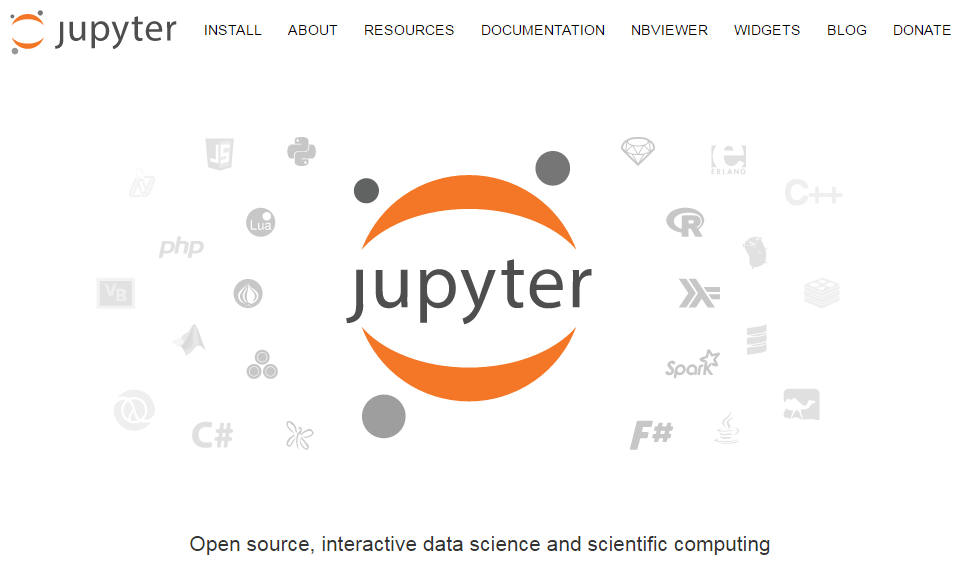 jupyter INSTALL ABOUT RESOURCES DOCUMENTATION NBVIEWER WIDGETS BLOG DONATE
JS
ERLANG
C++
Lua
R
php
jupyter
VB
Spark
C#
F#
Open source, interactive data science and scientific computing